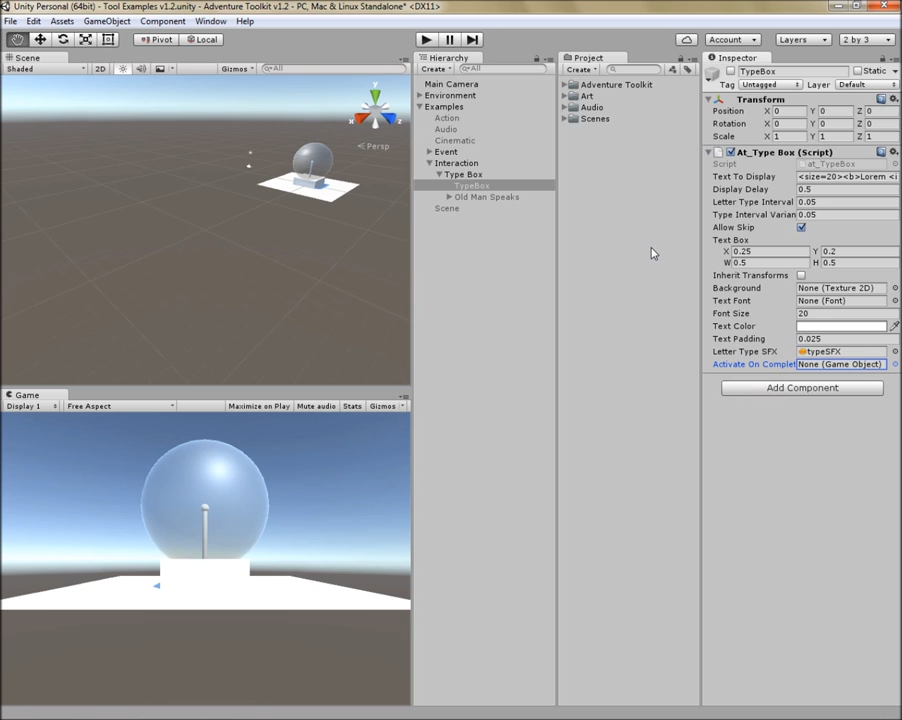 Unity Personal (64bit) - Tool Examples v1.2.unity - Adventure Toolkit v1.2 - PC, Mac & Linux Standalone* <DX11>
File Edit Assets GameObject Component Window Help
Pivot Local Account Layers 2 by 3
Scene
Shaded 2D Gizmos All
y
x z
Persp
Game
Display 1 Free Aspect Maximize on Play Mute audio Stats Gizmos
Hierarchy
Create All
Main Camera
Environment
Examples
Action
Audio
Cinematic
Event
Interaction
Type Box
TypeBox
Old Man Speaks
Scene
Project
Create
Adventure Toolkit
Art
Audio
Scenes
Inspector
TypeBox Static
Tag Untagged Layer Default
Transform
Position X 0 Y 0 Z 0
Rotation X 0 Y 0 Z 0
Scale X 1 Y 1 Z 1
At_Type Box (Script)
Script at_TypeBox
Text To Display <size=20><b>Lorem <i
Display Delay 0.5
Letter Type Interval 0.05
Type Interval Varian 0.05
Allow Skip
Text Box
X 0.25 Y 0.2
W 0.5 H 0.5
Inherit Transforms
Background None (Texture 2D)
Text Font None (Font)
Font Size 20
Text Color
Text Padding 0.025
Letter Type SFX typeSFX
Activate On Complet None (Game Object)
Add Component